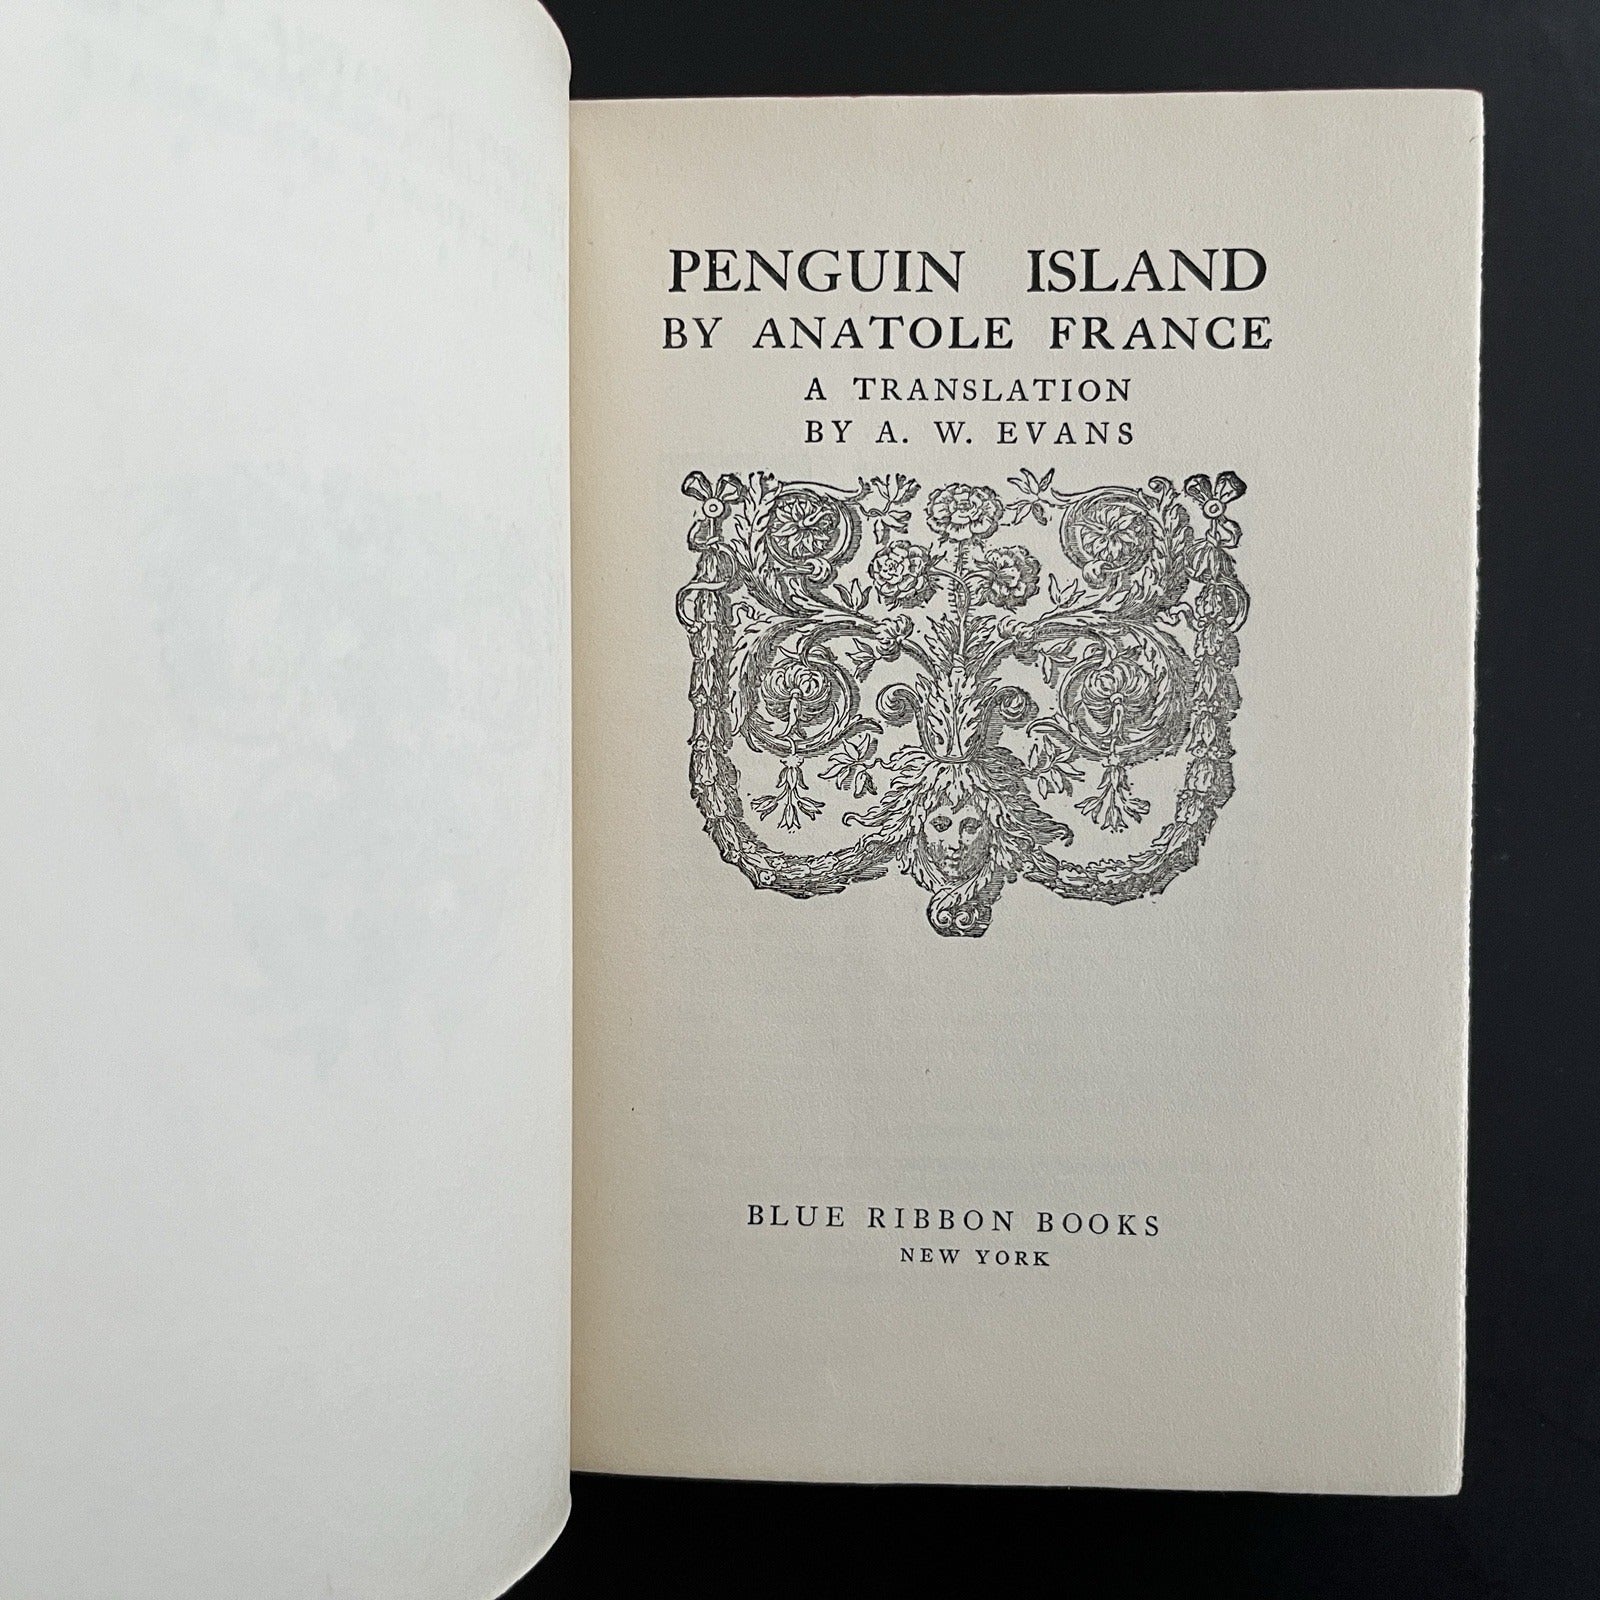 PENGUIN ISLAND
BY ANATOLE FRANCE
A TRANSLATION
BY A. W. EVANS
BLUE RIBBON BOOKS
NEW YORK